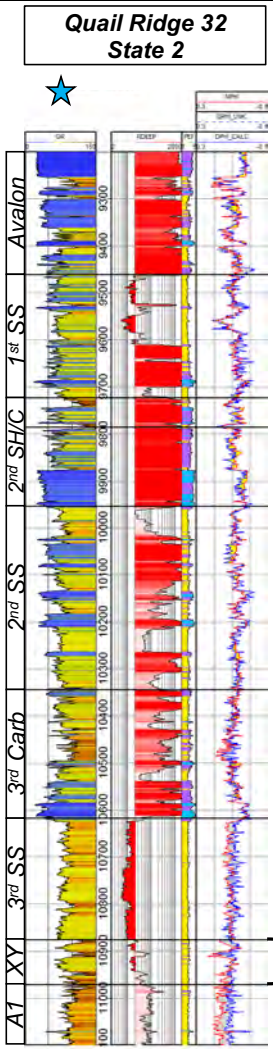 Quail Ridge 32
State 2
GR
RDEEP
PEF
NPHI
DPHI_CALC
Avalon
1st SS
2nd SH/C
2nd SS
3rd Carb
3rd SS
XY
A1
9300
9400
9500
9600
9700
9800
9900
10000
10100
10200
10300
10400
10500
10600
10700
10800
10900
11000
100